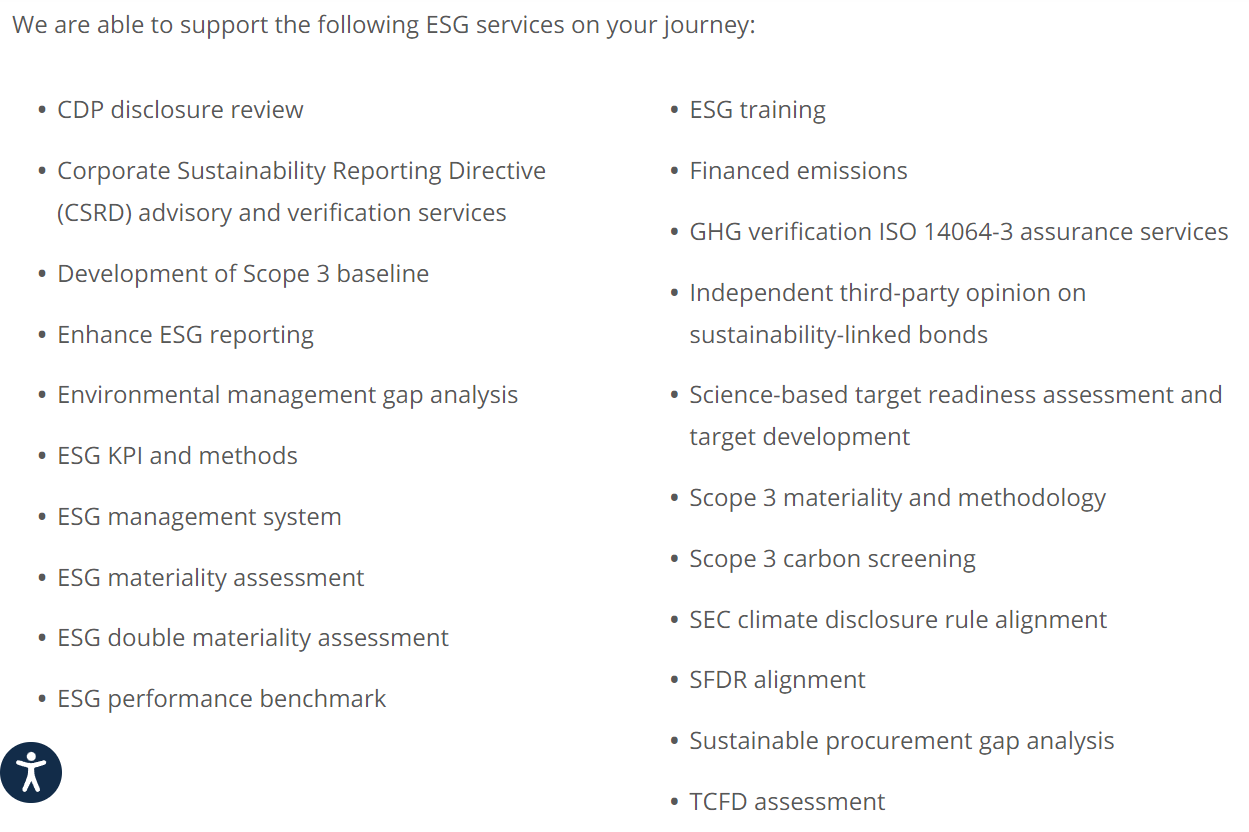 We are able to support the following ESG services on your journey:
• CDP disclosure review
• Corporate Sustainability Reporting Directive
(CSRD) advisory and verification services
• Development of Scope 3 baseline
• Enhance ESG reporting
• Environmental management gap analysis
• ESG KPI and methods
• ESG management system
• ESG materiality assessment
• ESG double materiality assessment
• ESG performance benchmark
• ESG training
• Financed emissions
• GHG verification ISO 14064-3 assurance services
• Independent third-party opinion on
sustainability-linked bonds
• Science-based target readiness assessment and
target development
• Scope 3 materiality and methodology
• Scope 3 carbon screening
• SEC climate disclosure rule alignment
• SFDR alignment
• Sustainable procurement gap analysis
• TCFD assessment